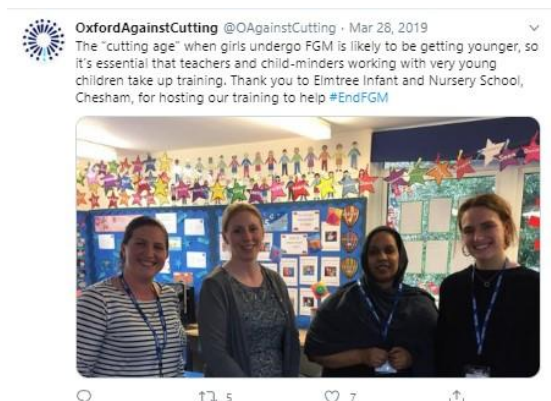 OxfordAgainstCutting @OAgainstCutting · Mar 28, 2019
The "cutting age" when girls undergo FGM is likely to be getting younger, so
it's essential that teachers and child-minders working with very young
children take up training. Thank you to Elmtree Infant and Nursery School,
Chesham, for hosting our training to help #EndFGM
5
7